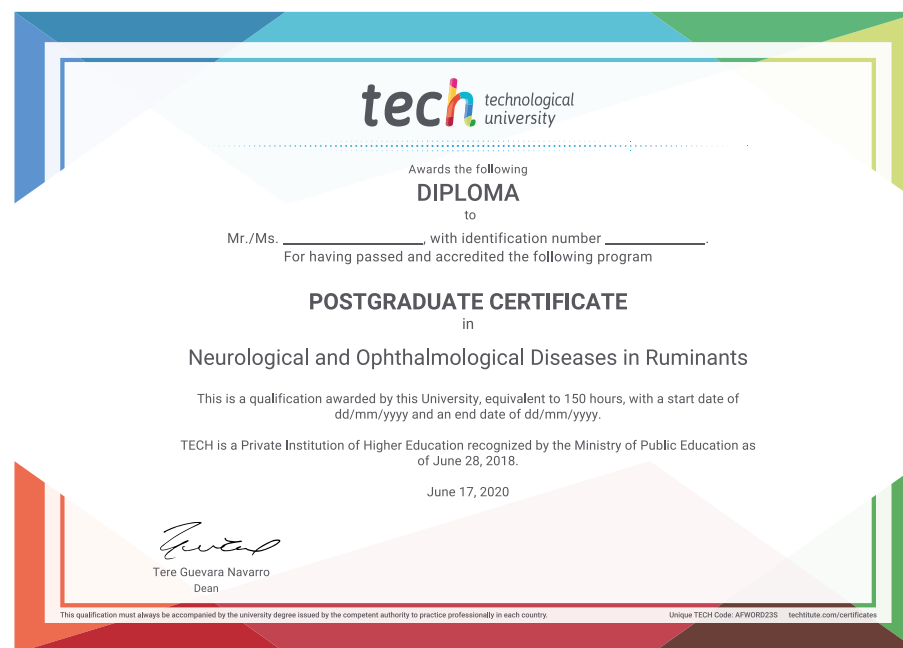 tech technological
university
Awards the following
DIPLOMA
to
Mr./Ms. ____________, with identification number ____________.
For having passed and accredited the following program
POSTGRADUATE CERTIFICATE
in
Neurological and Ophthalmological Diseases in Ruminants
This is a qualification awarded by this University, equivalent to 150 hours, with a start date of
dd/mm/yyyy and an end date of dd/mm/yyyy.
TECH is a Private Institution of Higher Education recognized by the Ministry of Public Education as
of June 28, 2018.
June 17, 2020
Tere Guevara Navarro
Dean
This qualification must always be accompanied by the university degree issued by the competent authority to practice professionally in each country. Unique TECH Code: AFWORD23S techtitute.com/certificates